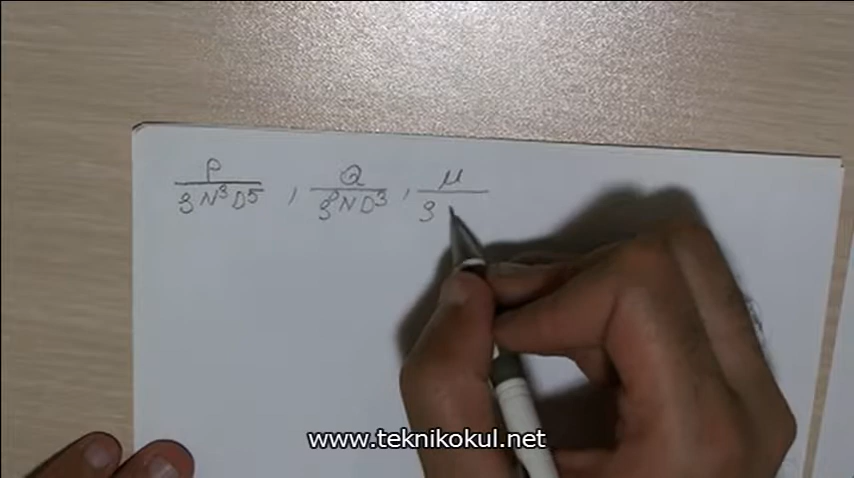 P/ρN³D⁵ , Q/ρND³ , μ/ρ
www.teknikokul.net